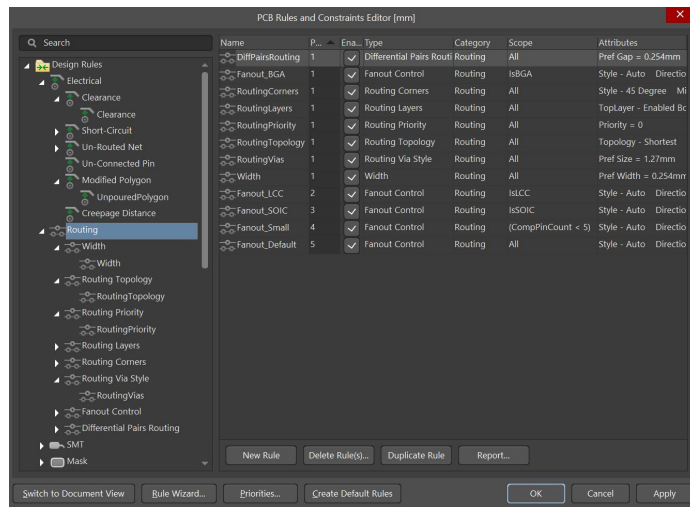 PCB Rules and Constraints Editor [mm]
Search
Design Rules
Electrical
Clearance
Clearance
Short-Circuit
Un-Routed Net
Un-Connected Pin
Modified Polygon
UnpouredPolygon
Creepage Distance
Routing
Width
Width
Routing Topology
RoutingTopology
Routing Priority
RoutingPriority
Routing Layers
Routing Corners
Routing Via Style
RoutingVias
Fanout Control
Differential Pairs Routing
SMT
Mask
Name P... Ena... Type Category Scope Attributes
DiffPairsRouting 1 Differential Pairs Routi Routing All Pref Gap = 0.254mm
Fanout_BGA 1 Fanout Control Routing IsBGA Style - Auto Directio
RoutingCorners 1 Routing Corners Routing All Style - 45 Degree Mi
RoutingLayers 1 Routing Layers Routing All TopLayer - Enabled Bc
RoutingPriority 1 Routing Priority Routing All Priority = 0
RoutingTopology 1 Routing Topology Routing All Topology - Shortest
RoutingVias 1 Routing Via Style Routing All Pref Size = 1.27mm
Width 1 Width Routing All Pref Width = 0.254mm
Fanout_LCC 2 Fanout Control Routing IsLCC Style - Auto Directio
Fanout_SOIC 3 Fanout Control Routing IsSOIC Style - Auto Directio
Fanout_Small 4 Fanout Control Routing (CompPinCount < 5) Style - Auto Directio
Fanout_Default 5 Fanout Control Routing All Style - Auto Directio
New Rule Delete Rule(s)... Duplicate Rule Report...
Switch to Document View Rule Wizard... Priorities... Create Default Rules OK Cancel Apply